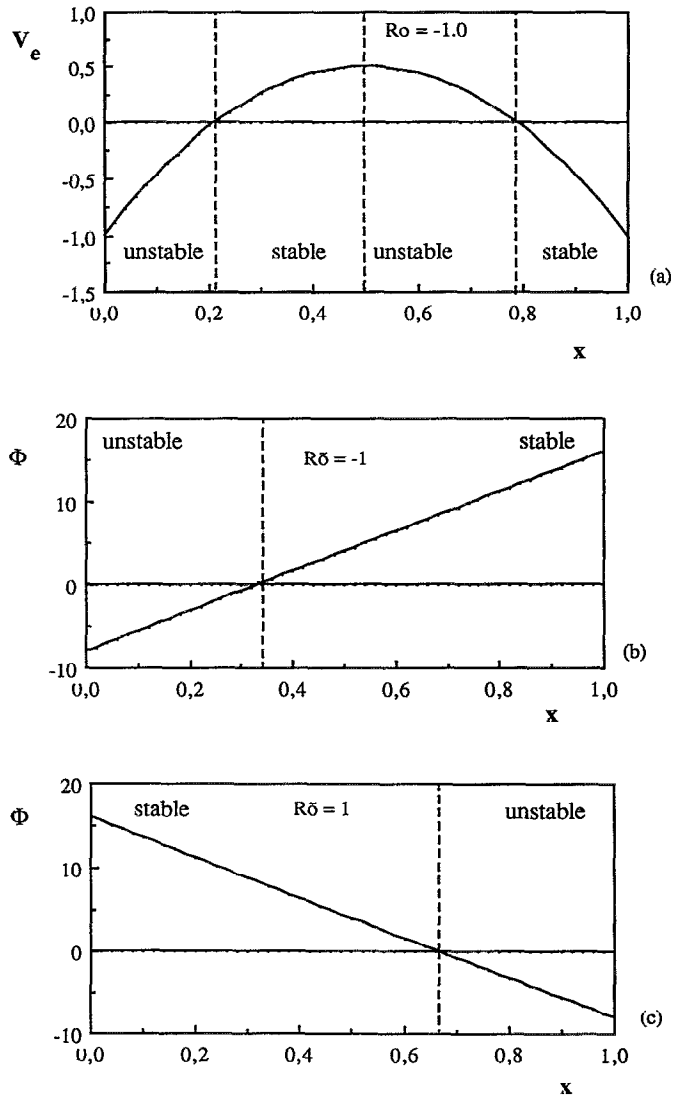 1,0
V_e
Ro = -1.0
0,5
0,0
-0,5
-1,0
unstable stable unstable stable
-1,5
(a)
0,0 0,2 0,4 0,6 0,8 1,0
x
20
unstable stable
Φ
Rõ = -1
10
0
-10
(b)
0,0 0,2 0,4 0,6 0,8 1,0
x
20
stable Rõ = 1 unstable
Φ
10
0
-10
(c)
0,0 0,2 0,4 0,6 0,8 1,0
x